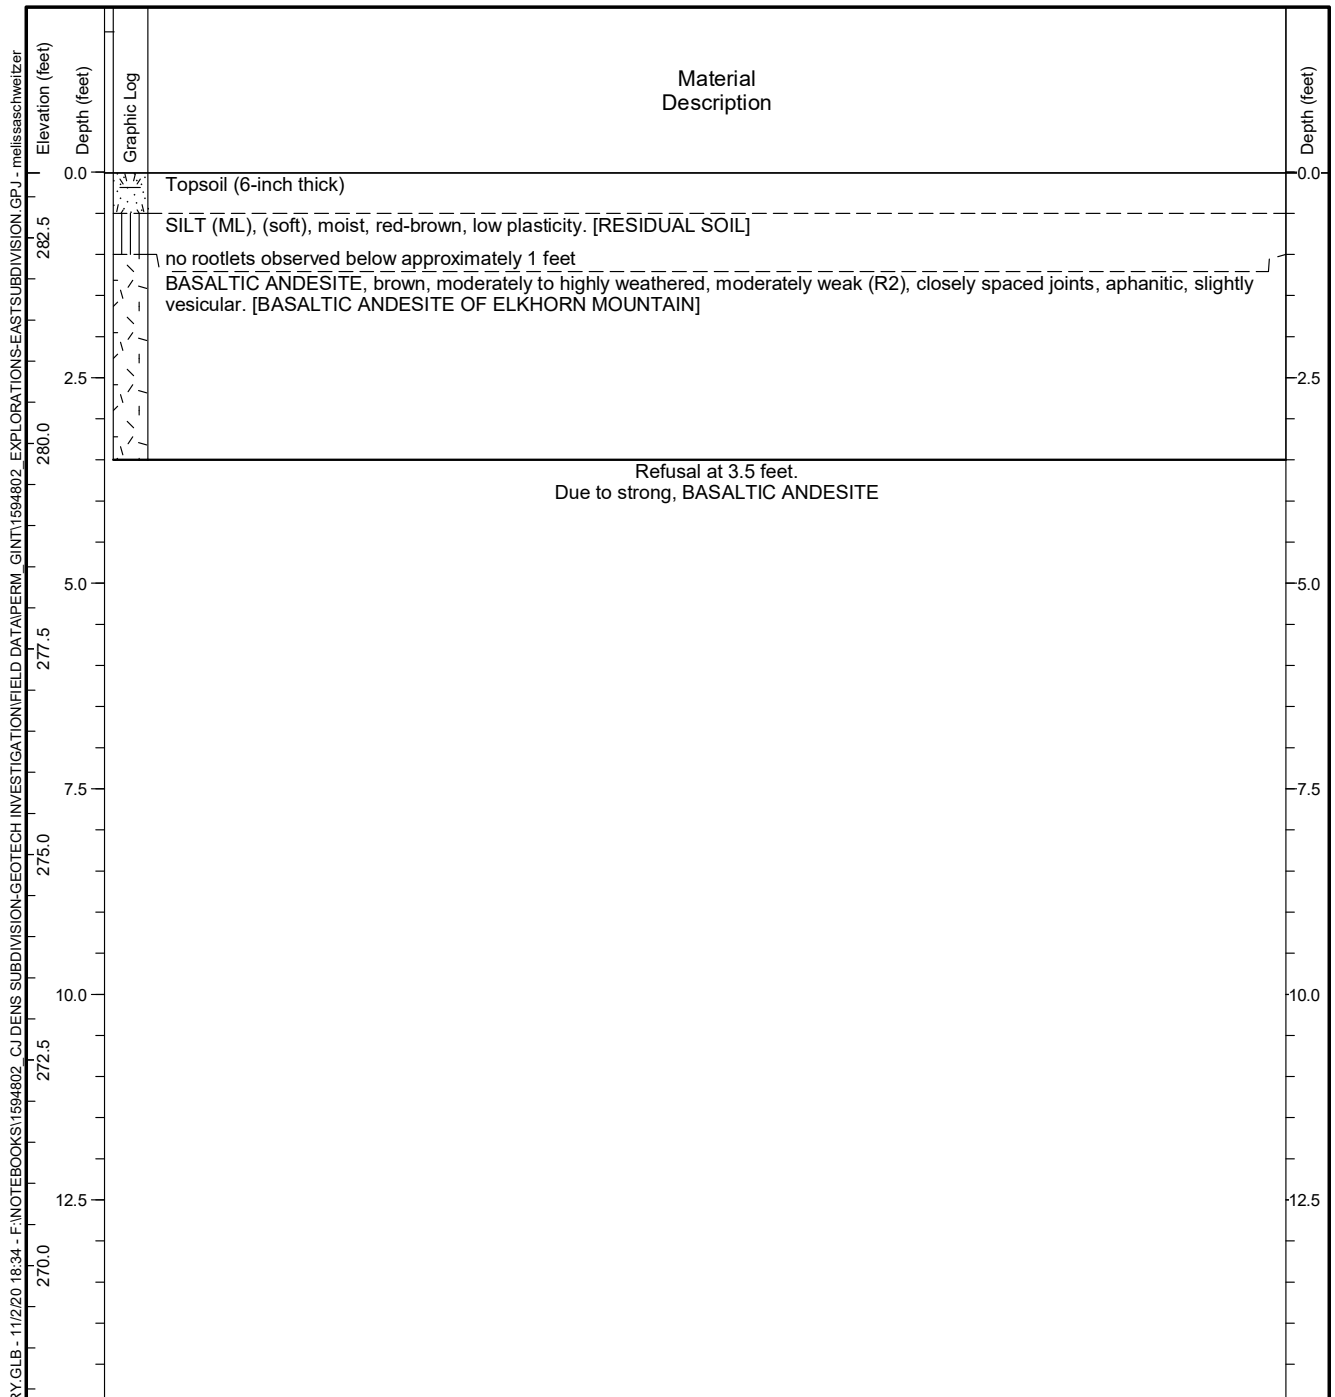 RY.GLB - 11/2/20 18:34 - F:\NOTEBOOKS\1594802_CJ DENS SUBDIVISION-GEOTECH INVESTIGATION\FIELD DATA\PERM_GINT\1594802_EXPLORATIONS-EASTSUBDIVISION.GPJ - melissaschweitzer
Elevation (feet)
Depth (feet)
Graphic Log
Material
Description
Depth (feet)
0.0
Topsoil (6-inch thick)
0.0
282.5
SILT (ML), (soft), moist, red-brown, low plasticity. [RESIDUAL SOIL]
no rootlets observed below approximately 1 feet
BASALTIC ANDESITE, brown, moderately to highly weathered, moderately weak (R2), closely spaced joints, aphanitic, slightly
vesicular. [BASALTIC ANDESITE OF ELKHORN MOUNTAIN]
2.5
2.5
280.0
Refusal at 3.5 feet.
Due to strong, BASALTIC ANDESITE
5.0
5.0
277.5
7.5
7.5
275.0
10.0
10.0
272.5
12.5
12.5
270.0